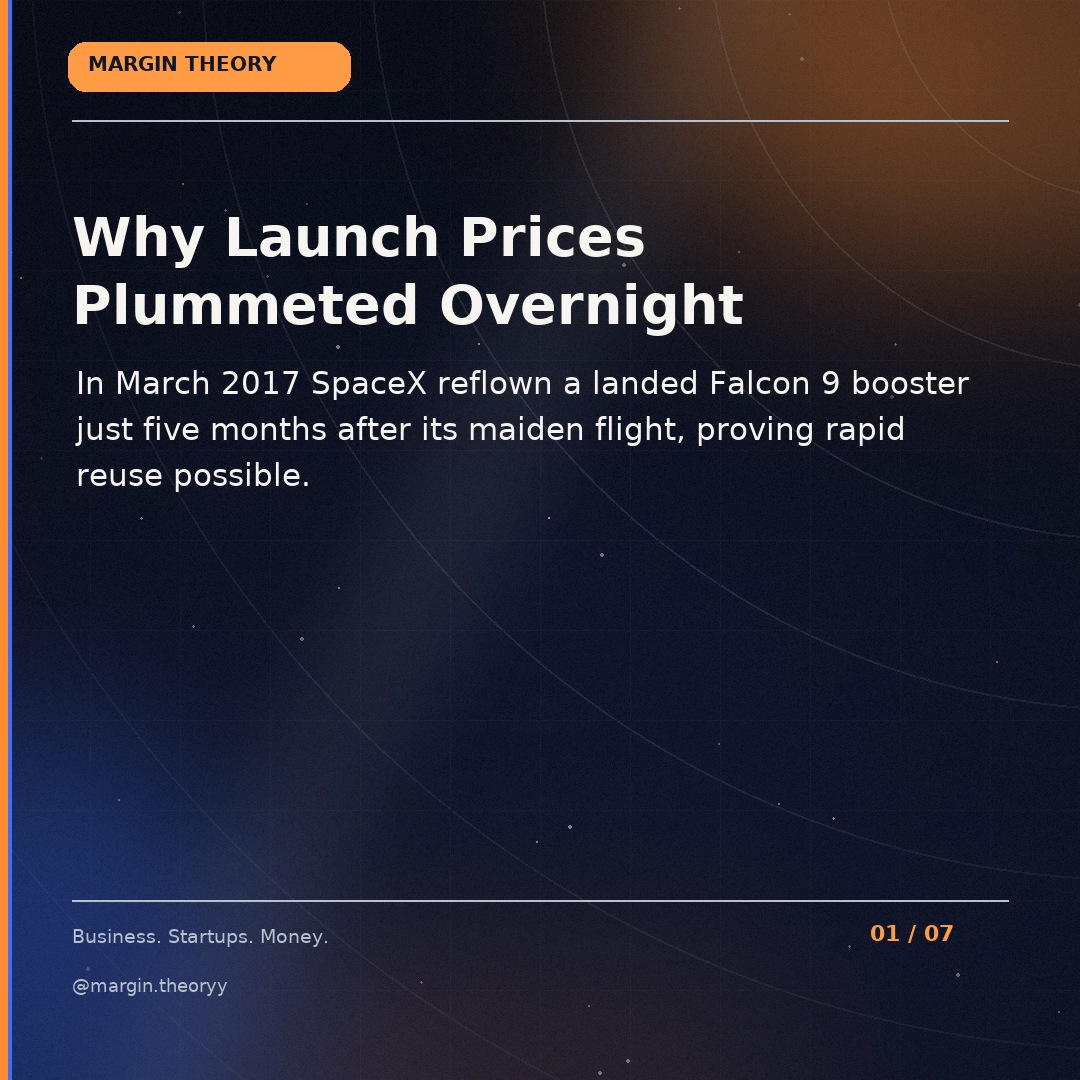 MARGIN THEORY
Why Launch Prices
Plummeted Overnight
In March 2017 SpaceX reflown a landed Falcon 9 booster
just five months after its maiden flight, proving rapid
reuse possible.
Business. Startups. Money.
01 / 07
@margin.theoryy